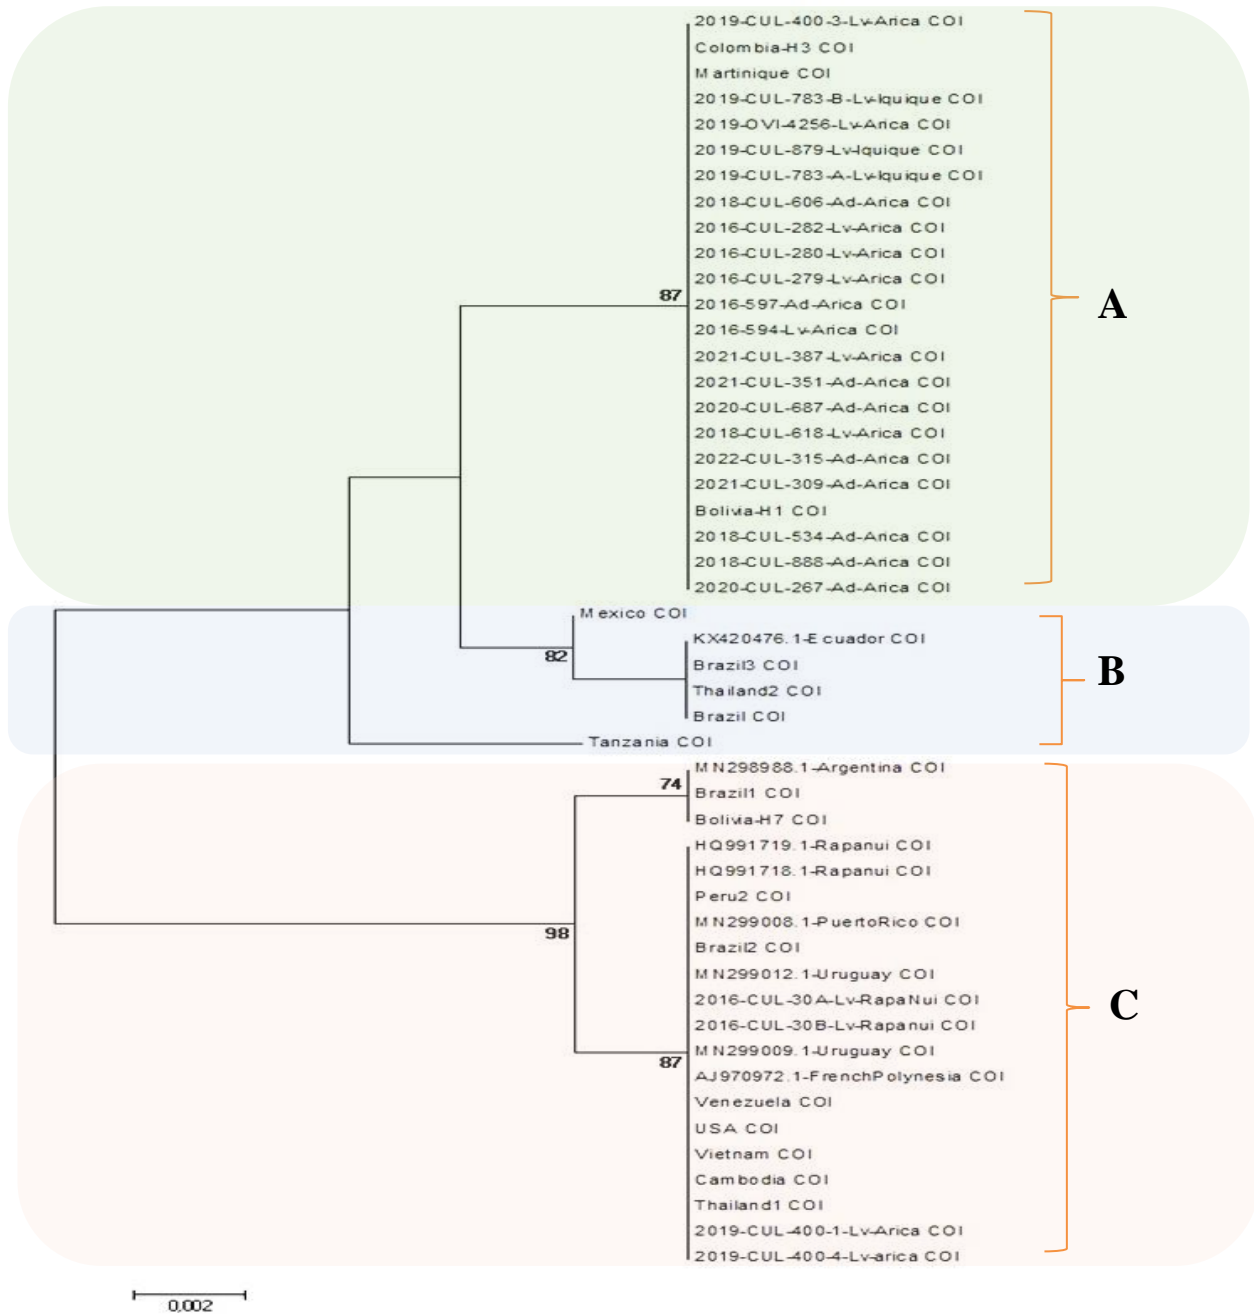 2019-CUL-400-3-Lv-Arica COI
Colombia-H3 COI
Martinique COI
2019-CUL-783-B-Lv-Iquique COI
2019-OVI-4256-Lv-Arica COI
2019-CUL-879-Lv-Iquique COI
2019-CUL-783-A-Lv-Iquique COI
2018-CUL-606-Ad-Arica COI
2016-CUL-282-Lv-Arica COI
2016-CUL-280-Lv-Arica COI
2016-CUL-279-Lv-Arica COI
87
2016-597-Ad-Arica COI
A
2016-594-Lv-Arica COI
2021-CUL-387-Lv-Arica COI
2021-CUL-351-Ad-Arica COI
2020-CUL-687-Ad-Arica COI
2018-CUL-618-Lv-Arica COI
2022-CUL-315-Ad-Arica COI
2021-CUL-309-Ad-Arica COI
Bolivia-H1 COI
2018-CUL-534-Ad-Arica COI
2018-CUL-888-Ad-Arica COI
2020-CUL-267-Ad-Arica COI
Mexico COI
KX420476.1-Ecuador COI
82
Brazil3 COI
B
Thailand2 COI
Brazil COI
Tanzania COI
MN298988.1-Argentina COI
74
Brazil1 COI
Bolivia-H7 COI
HQ991719.1-Rapanui COI
HQ991718.1-Rapanui COI
Peru2 COI
MN299008.1-PuertoRico COI
98
Brazil2 COI
MN299012.1-Uruguay COI
2016-CUL-30A-Lv-RapaNui COI
C
2016-CUL-30B-Lv-Rapanui COI
MN299009.1-Uruguay COI
87
AJ970972.1-FrenchPolynesia COI
Venezuela COI
USA COI
Vietnam COI
Cambodia COI
Thailand1 COI
2019-CUL-400-1-Lv-Arica COI
2019-CUL-400-4-Lv-arica COI
0,002